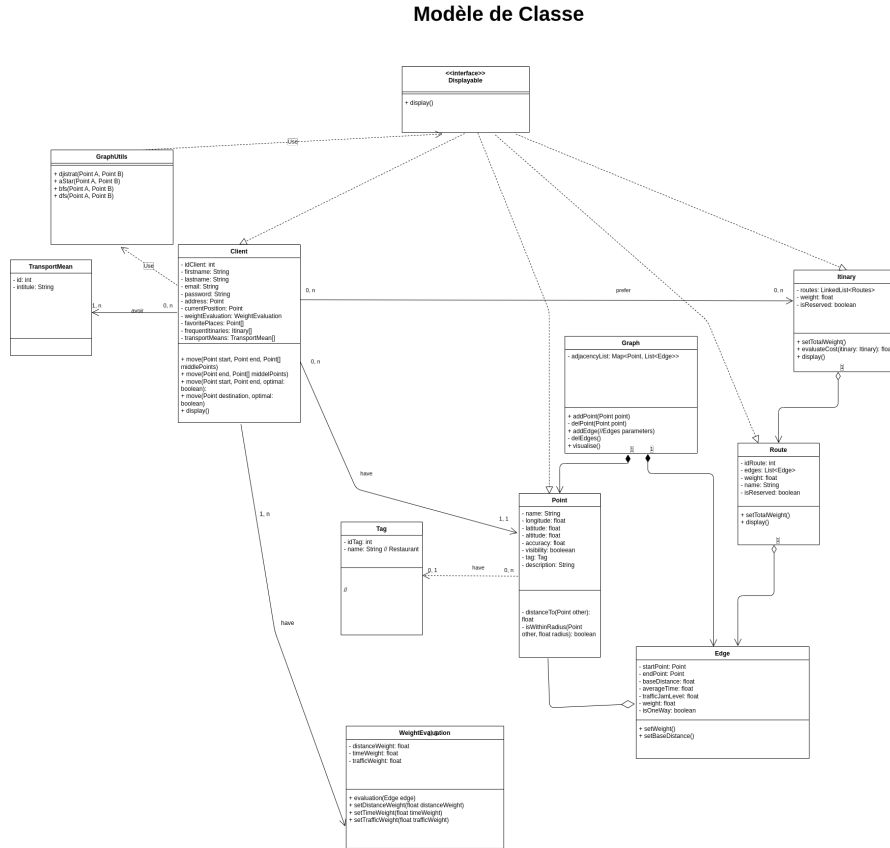 Modèle de Classe
<<interface>>
Displayable
+ display()
Use
GraphUtils
+ djistrat(Point A, Point B)
+ aStar(Point A, Point B)
+ bfs(Point A, Point B)
+ dfs(Point A, Point B)
Use
TransportMean
- id: int
- intitule: String
1, n
avoir
0, n
Client
- idClient: int
- firstname: String
- lastname: String
- email: String
- password: String
- address: Point
- currentPosition: Point
- weightEvaluation: WeightEvaluation
- favoritePlaces: Point[]
- frequentItinaries: Itinary[]
- transportMeans: TransportMean[]
+ move(Point start, Point end, Point[]
middlePoints)
+ move(Point end, Point[] middelPoints)
+ move(Point start, Point end, optimal:
boolean):
+ move(Point destination, optimal:
boolean)
+ display()
0, n
prefer
0, n
Itinary
- routes: LinkedList<Routes>
- weight: float
- isReserved: boolean
+ setTotalWeight()
+ evaluateCost(itinary: Itinary): floa
+ display()
Graph
- adjacencyList: Map<Point, List<Edge>>
+ addPoint(Point point)
- delPoint(Point point)
+ addEdge(//Edges parameters)
- delEdges()
+ visualise()
0, n
have
1, 1
Route
- idRoute: int
- edges: List<Edge>
- weight: float
- name: String
- isReserved: boolean
+ setTotalWeight()
+ display()
Point
- name: String
- longitude: float
- latitude: float
- altitude: float
- accuracy: float
- visibility: booleean
- tag: Tag
- description: String
- distanceTo(Point other):
float
- isWithinRadius(Point
other, float radius): boolean
Tag
- idTag: int
- name: String // Restaurant
//
0, 1
have
0, n
1, n
have
Edge
- startPoint: Point
- endPoint: Point
- baseDistance: float
- averageTime: float
- trafficJamLevel: float
- weight: float
- isOneWay: boolean
+ setWeight()
+ setBaseDistance()
WeightEvaluation
- distanceWeight: float
- timeWeight: float
- trafficWeight: float
+ evaluation(Edge edge)
+ setDistanceWeight(float distanceWeight)
+ setTimeWeight(float timeWeight)
+ setTrafficWeight(float trafficWeight)